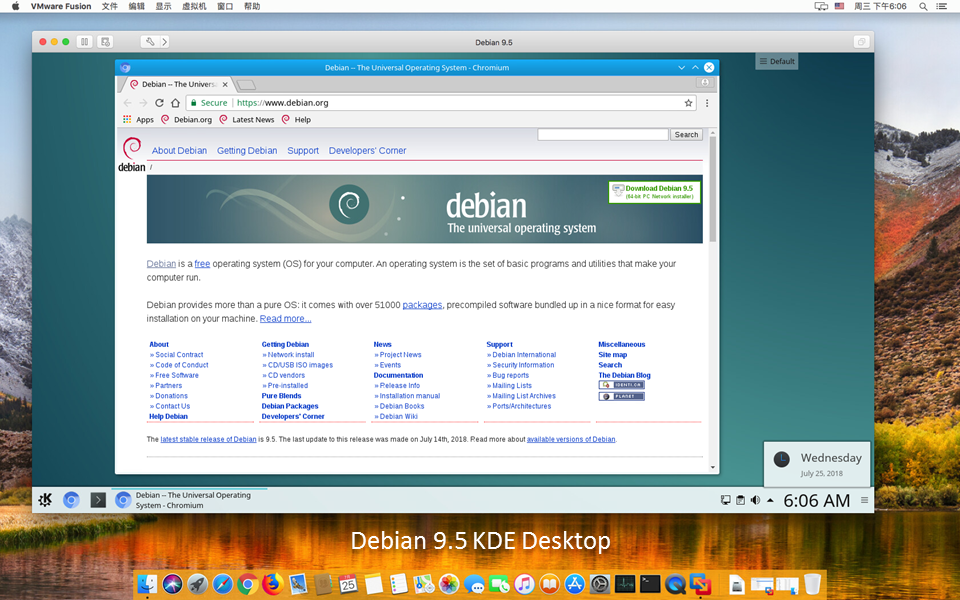 VMware Fusion 文件 编辑 显示 虚拟机 窗口 帮助 周三 下午6:06
Debian 9.5
Default
Debian -- The Universal Operating System - Chromium
Debian -- The Univers
Secure https://www.debian.org
Apps Debian.org Latest News Help
Search
About Debian Getting Debian Support Developers' Corner
debian /
Download Debian 9.5
(64-bit PC Network installer)
debian
The universal operating system
Debian is a free operating system (OS) for your computer. An operating system is the set of basic programs and utilities that make your
computer run.
Debian provides more than a pure OS: it comes with over 51000 packages, precompiled software bundled up in a nice format for easy
installation on your machine. Read more...
About Getting Debian News Support Miscellaneous
» Social Contract » Network install » Project News » Debian International Site map
» Code of Conduct » CD/USB ISO images » Events » Security Information Search
» Free Software » CD vendors Documentation » Bug reports The Debian Blog
» Partners » Pre-installed » Release Info » Mailing Lists IDENTI.CA
» Donations Pure Blends » Installation manual » Mailing List Archives PLANET
» Contact Us Debian Packages » Debian Books » Ports/Architectures
Help Debian Developers' Corner » Debian Wiki
The latest stable release of Debian is 9.5. The last update to this release was made on July 14th, 2018. Read more about available versions of Debian.
Wednesday
July 25, 2018
Debian -- The Universal Operating
System - Chromium
6:06 AM
Debian 9.5 KDE Desktop
25